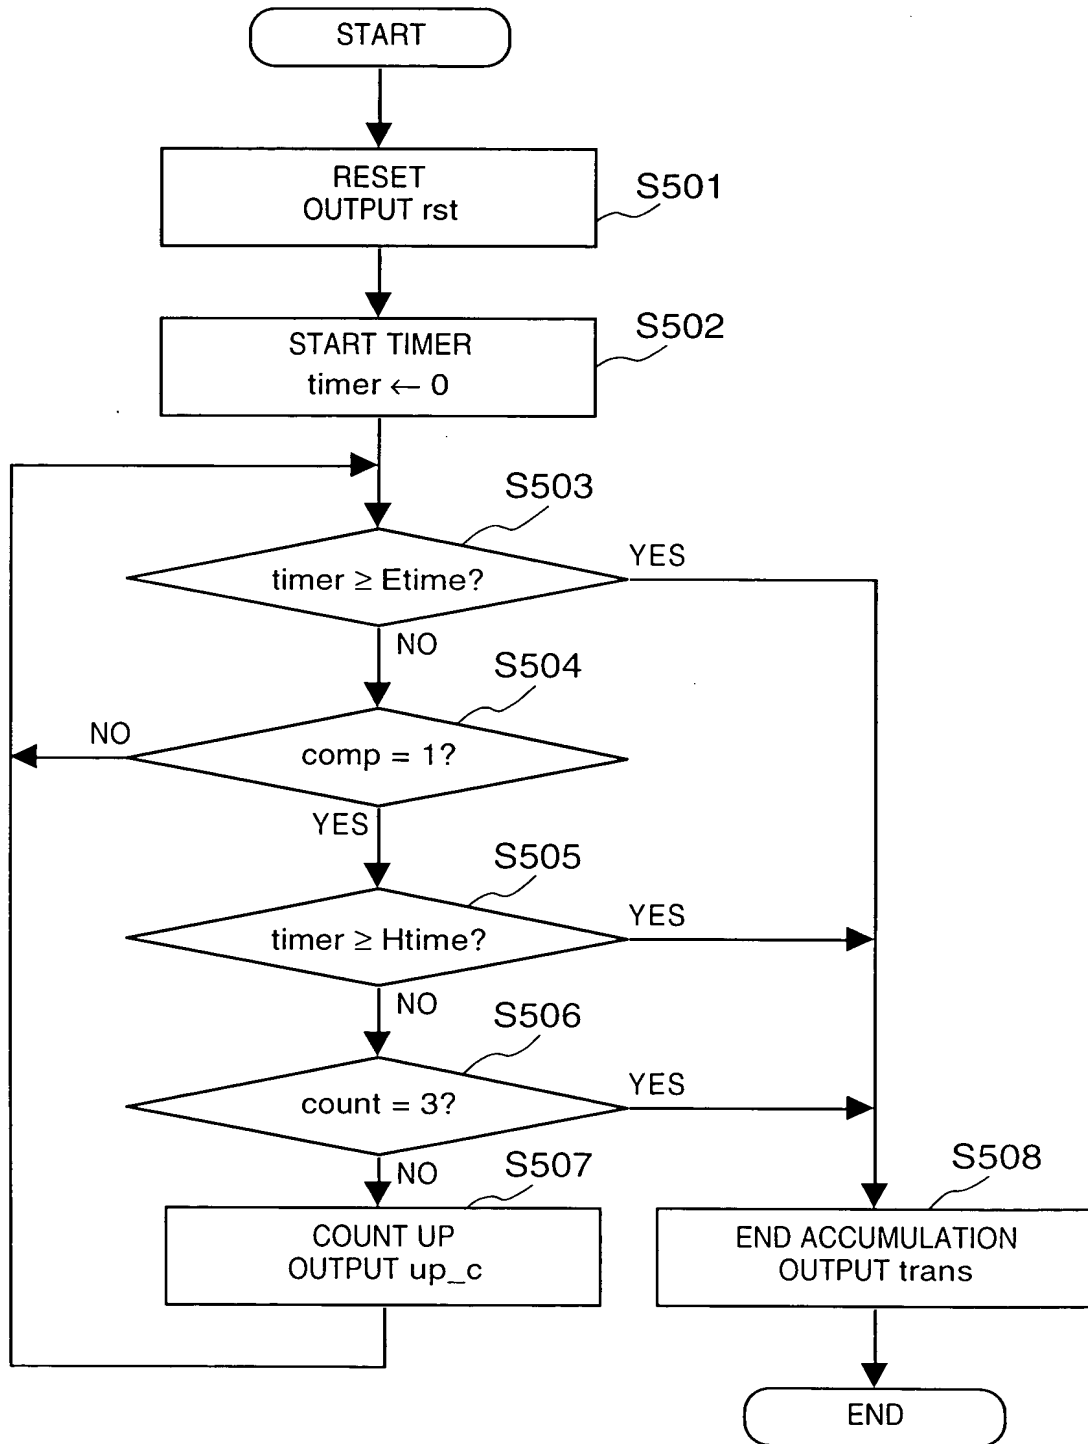 START
RESET
OUTPUT rst
S501
START TIMER
timer ← 0
S502
S503
timer ≥ Etime?
YES
NO
S504
comp = 1?
NO
YES
S505
timer ≥ Htime?
YES
NO
S506
count = 3?
YES
NO
S507
COUNT UP
OUTPUT up_c
S508
END ACCUMULATION
OUTPUT trans
END